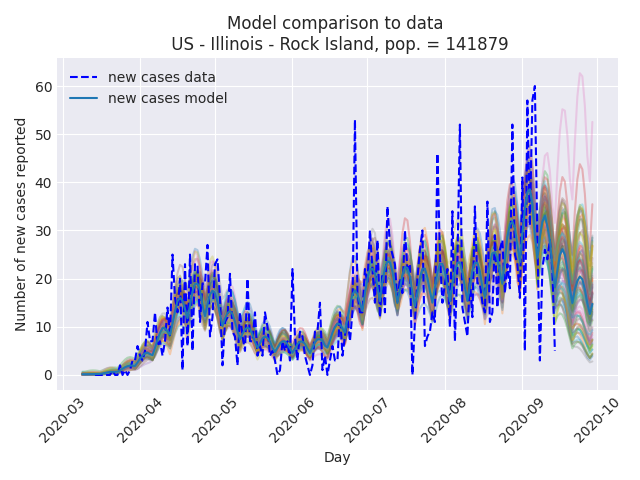 Model comparison to data
US - Illinois - Rock Island, pop. = 141879
new cases data
new cases model
Number of new cases reported
60
50
40
30
20
10
0
2020-03
2020-04
2020-05
2020-06
2020-07
2020-08
2020-09
2020-10
Day